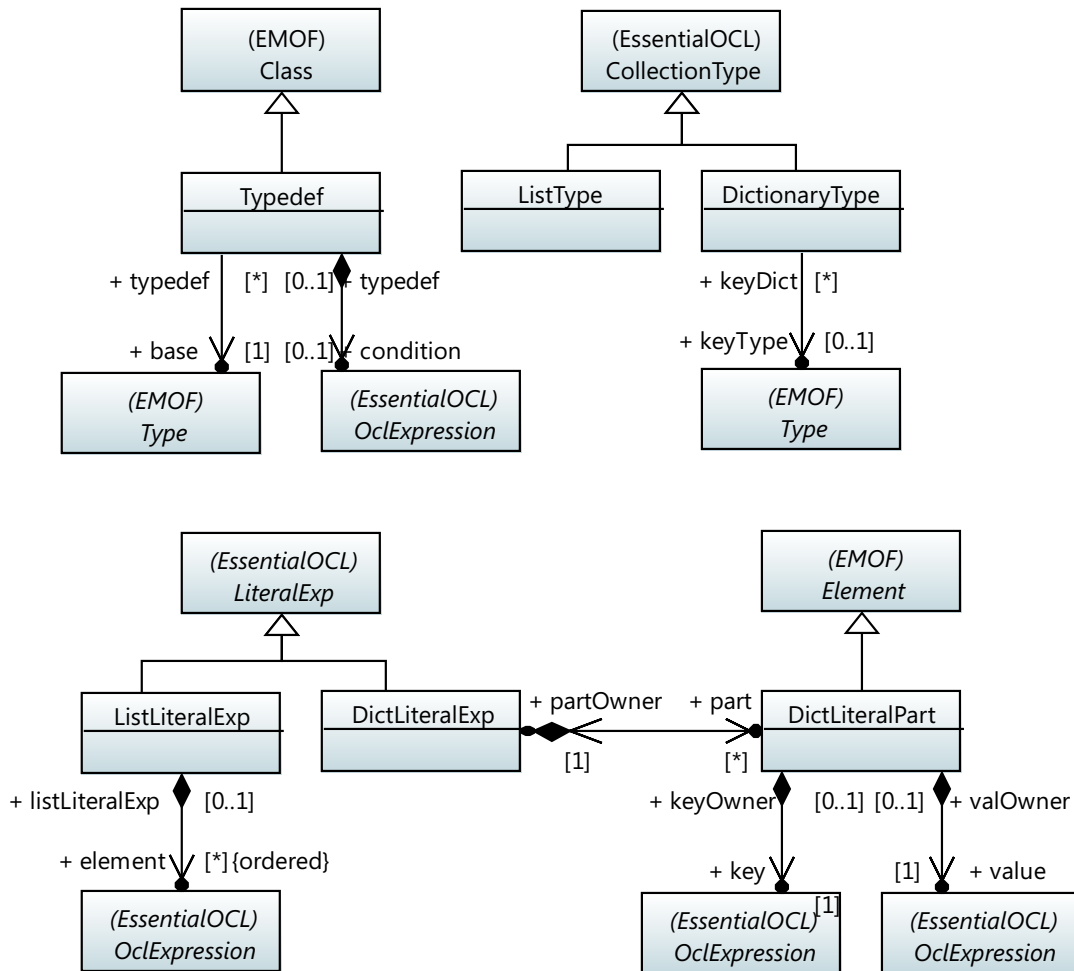 (EMOF)
Class
(EssentialOCL)
CollectionType
Typedef
ListType
DictionaryType
+ typedef [*] [0..1] + typedef
+ keyDict [*]
+ base [1] [0..1] + condition
+ keyType [0..1]
(EMOF)
Type
(EssentialOCL)
OclExpression
(EMOF)
Type
(EssentialOCL)
LiteralExp
(EMOF)
Element
ListLiteralExp
DictLiteralExp
+ partOwner + part
[1] [*]
DictLiteralPart
+ listLiteralExp [0..1]
+ keyOwner [0..1] [0..1] + valOwner
+ element [*] {ordered}
+ key [1]
[1] + value
(EssentialOCL)
OclExpression
(EssentialOCL)
OclExpression
(EssentialOCL)
OclExpression